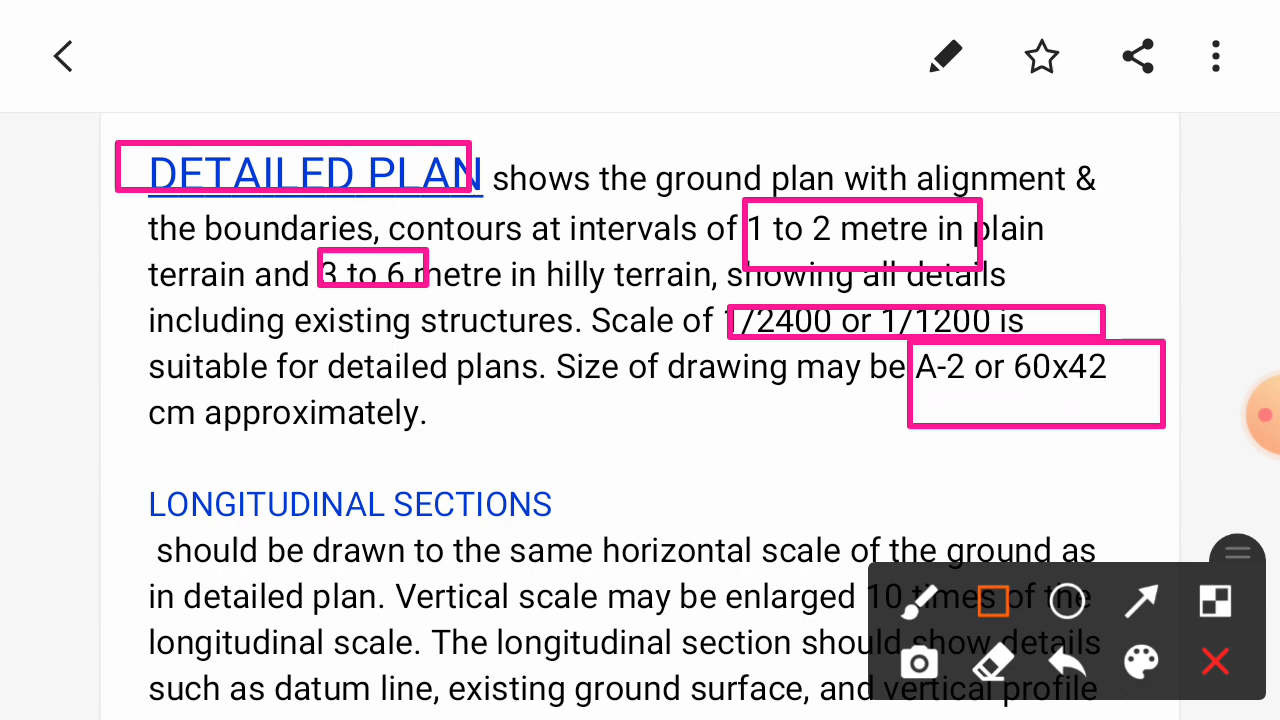 DETAILED PLAN shows the ground plan with alignment &
the boundaries, contours at intervals of 1 to 2 metre in plain
terrain and 3 to 6 metre in hilly terrain, showing all details
including existing structures. Scale of 1/2400 or 1/1200 is
suitable for detailed plans. Size of drawing may be A-2 or 60x42
cm approximately.
LONGITUDINAL SECTIONS
should be drawn to the same horizontal scale of the ground as
in detailed plan. Vertical scale may be enlarged 10 times of the
longitudinal scale. The longitudinal section should show details
such as datum line, existing ground surface, and vertical profile